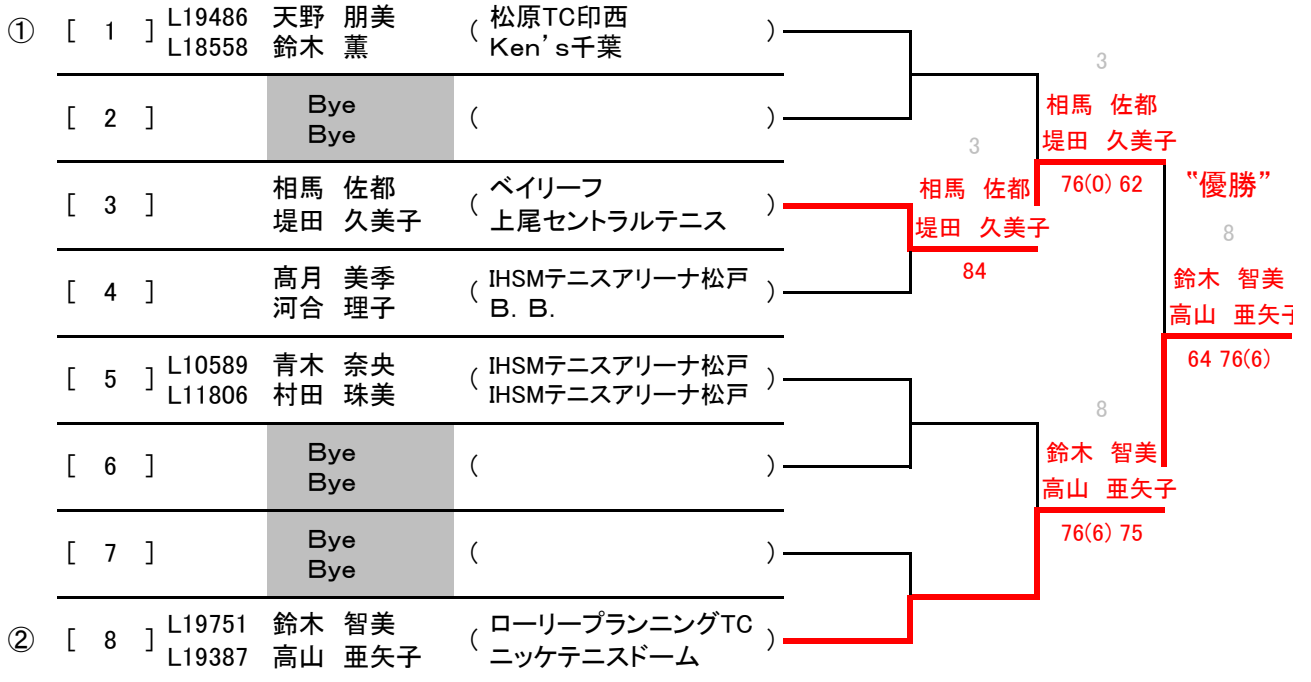 ① [ 1 ] L19486 天野 朋美 ( 松原TC印西 )
L18558 鈴木 薫 Ken's千葉
[ 2 ] Bye ( )
Bye
[ 3 ] 相馬 佐都 ( ベイリーフ )
堤田 久美子 上尾セントラルテニス
[ 4 ] 髙月 美季 ( IHSMテニスアリーナ松戸 )
河合 理子 B. B.
[ 5 ] L10589 青木 奈央 ( IHSMテニスアリーナ松戸 )
L11806 村田 珠美 IHSMテニスアリーナ松戸
[ 6 ] Bye ( )
Bye
[ 7 ] Bye ( )
Bye
② [ 8 ] L19751 鈴木 智美 ( ローリープランニングTC )
L19387 高山 亜矢子 ニッケテニスドーム
3
相馬 佐都
堤田 久美子
84
3
相馬 佐都
堤田 久美子
76(0) 62
8
鈴木 智美
高山 亜矢子
76(6) 75
〝優勝”
8
鈴木 智美
高山 亜矢子
64 76(6)